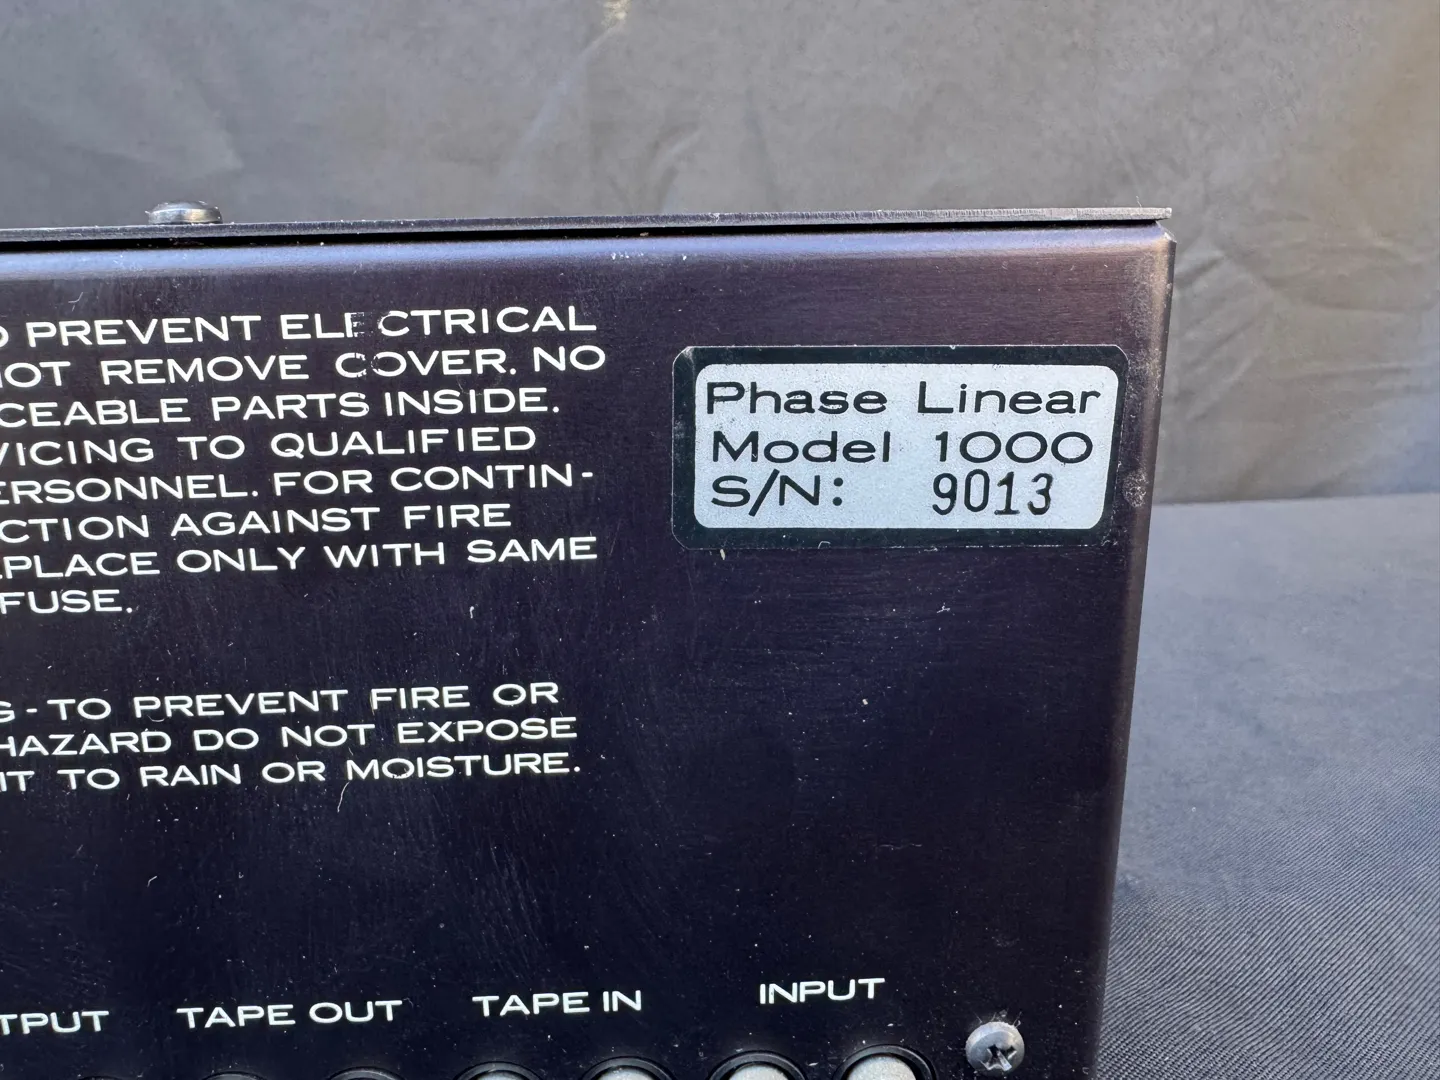 PREVENT ELECTRICAL
NOT REMOVE COVER. NO
CEABLE PARTS INSIDE.
VICING TO QUALIFIED
ERSONNEL. FOR CONTIN-
CTION AGAINST FIRE
PLACE ONLY WITH SAME
FUSE.
G - TO PREVENT FIRE OR
HAZARD DO NOT EXPOSE
IT TO RAIN OR MOISTURE.
Phase Linear
Model 1000
S/N: 9013
TPUT TAPE OUT TAPE IN INPUT